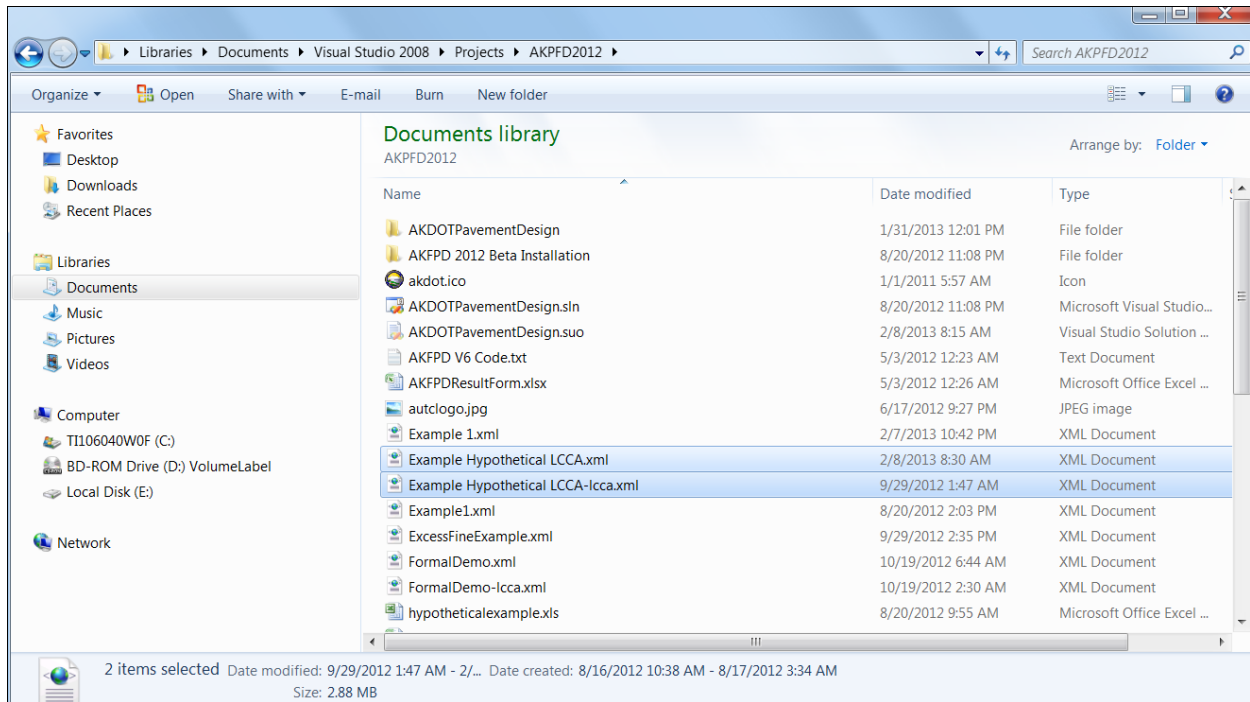 Libraries ▸ Documents ▸ Visual Studio 2008 ▸ Projects ▸ AKPFD2012 ▸
Search AKPFD2012
Organize Open Share with E-mail Burn New folder
Favorites
Desktop
Downloads
Recent Places
Libraries
Documents
Music
Pictures
Videos
Computer
TI106040W0F (C:)
BD-ROM Drive (D:) VolumeLabel
Local Disk (E:)
Network
Documents library
AKPFD2012
Arrange by: Folder
Name Date modified Type
AKDOTPavementDesign 1/31/2013 12:01 PM File folder
AKFPD 2012 Beta Installation 8/20/2012 11:08 PM File folder
akdot.ico 1/1/2011 5:57 AM Icon
AKDOTPavementDesign.sln 8/20/2012 11:08 PM Microsoft Visual Studio...
AKDOTPavementDesign.suo 2/8/2013 8:15 AM Visual Studio Solution ...
AKFPD V6 Code.txt 5/3/2012 12:23 AM Text Document
AKFPDResultForm.xlsx 5/3/2012 12:26 AM Microsoft Office Excel ...
autclogo.jpg 6/17/2012 9:27 PM JPEG image
Example 1.xml 2/7/2013 10:42 PM XML Document
Example Hypothetical LCCA.xml 2/8/2013 8:30 AM XML Document
Example Hypothetical LCCA-lcca.xml 9/29/2012 1:47 AM XML Document
Example1.xml 8/20/2012 2:03 PM XML Document
ExcessFineExample.xml 9/29/2012 2:35 PM XML Document
FormalDemo.xml 10/19/2012 6:44 AM XML Document
FormalDemo-lcca.xml 10/19/2012 2:30 AM XML Document
hypotheticalexample.xls 8/20/2012 9:55 AM Microsoft Office Excel ...
2 items selected Date modified: 9/29/2012 1:47 AM - 2/... Date created: 8/16/2012 10:38 AM - 8/17/2012 3:34 AM
Size: 2.88 MB